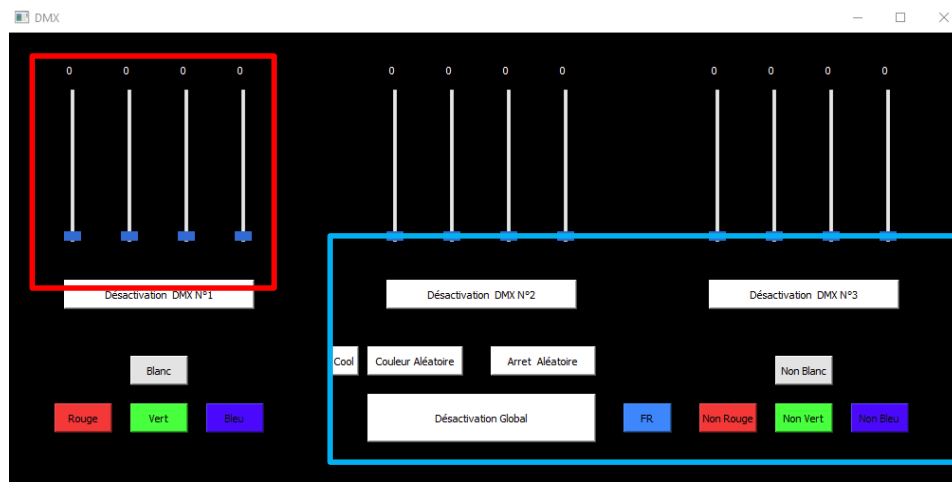 DMX
0 0 0 0 0 0 0 0 0 0 0 0
Désactivation DMX N°1 Désactivation DMX N°2 Désactivation DMX N°3
Blanc Cool Couleur Aléatoire Arret Aléatoire Non Blanc
Rouge Vert Bleu Désactivation Global FR Non Rouge Non Vert Non Bleu